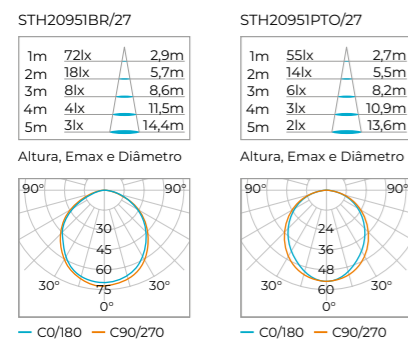 STH20951BR/27
1m 72lx 2,9m
2m 18lx 5,7m
3m 8lx 8,6m
4m 4lx 11,5m
5m 3lx 14,4m
Altura, Emax e Diâmetro
90° 90°
30
45
60
30° 75 30°
0°
C0/180 C90/270
STH20951PTO/27
1m 55lx 2,7m
2m 14lx 5,5m
3m 6lx 8,2m
4m 3lx 10,9m
5m 2lx 13,6m
Altura, Emax e Diâmetro
90° 90°
24
36
48
30° 60 30°
0°
C0/180 C90/270